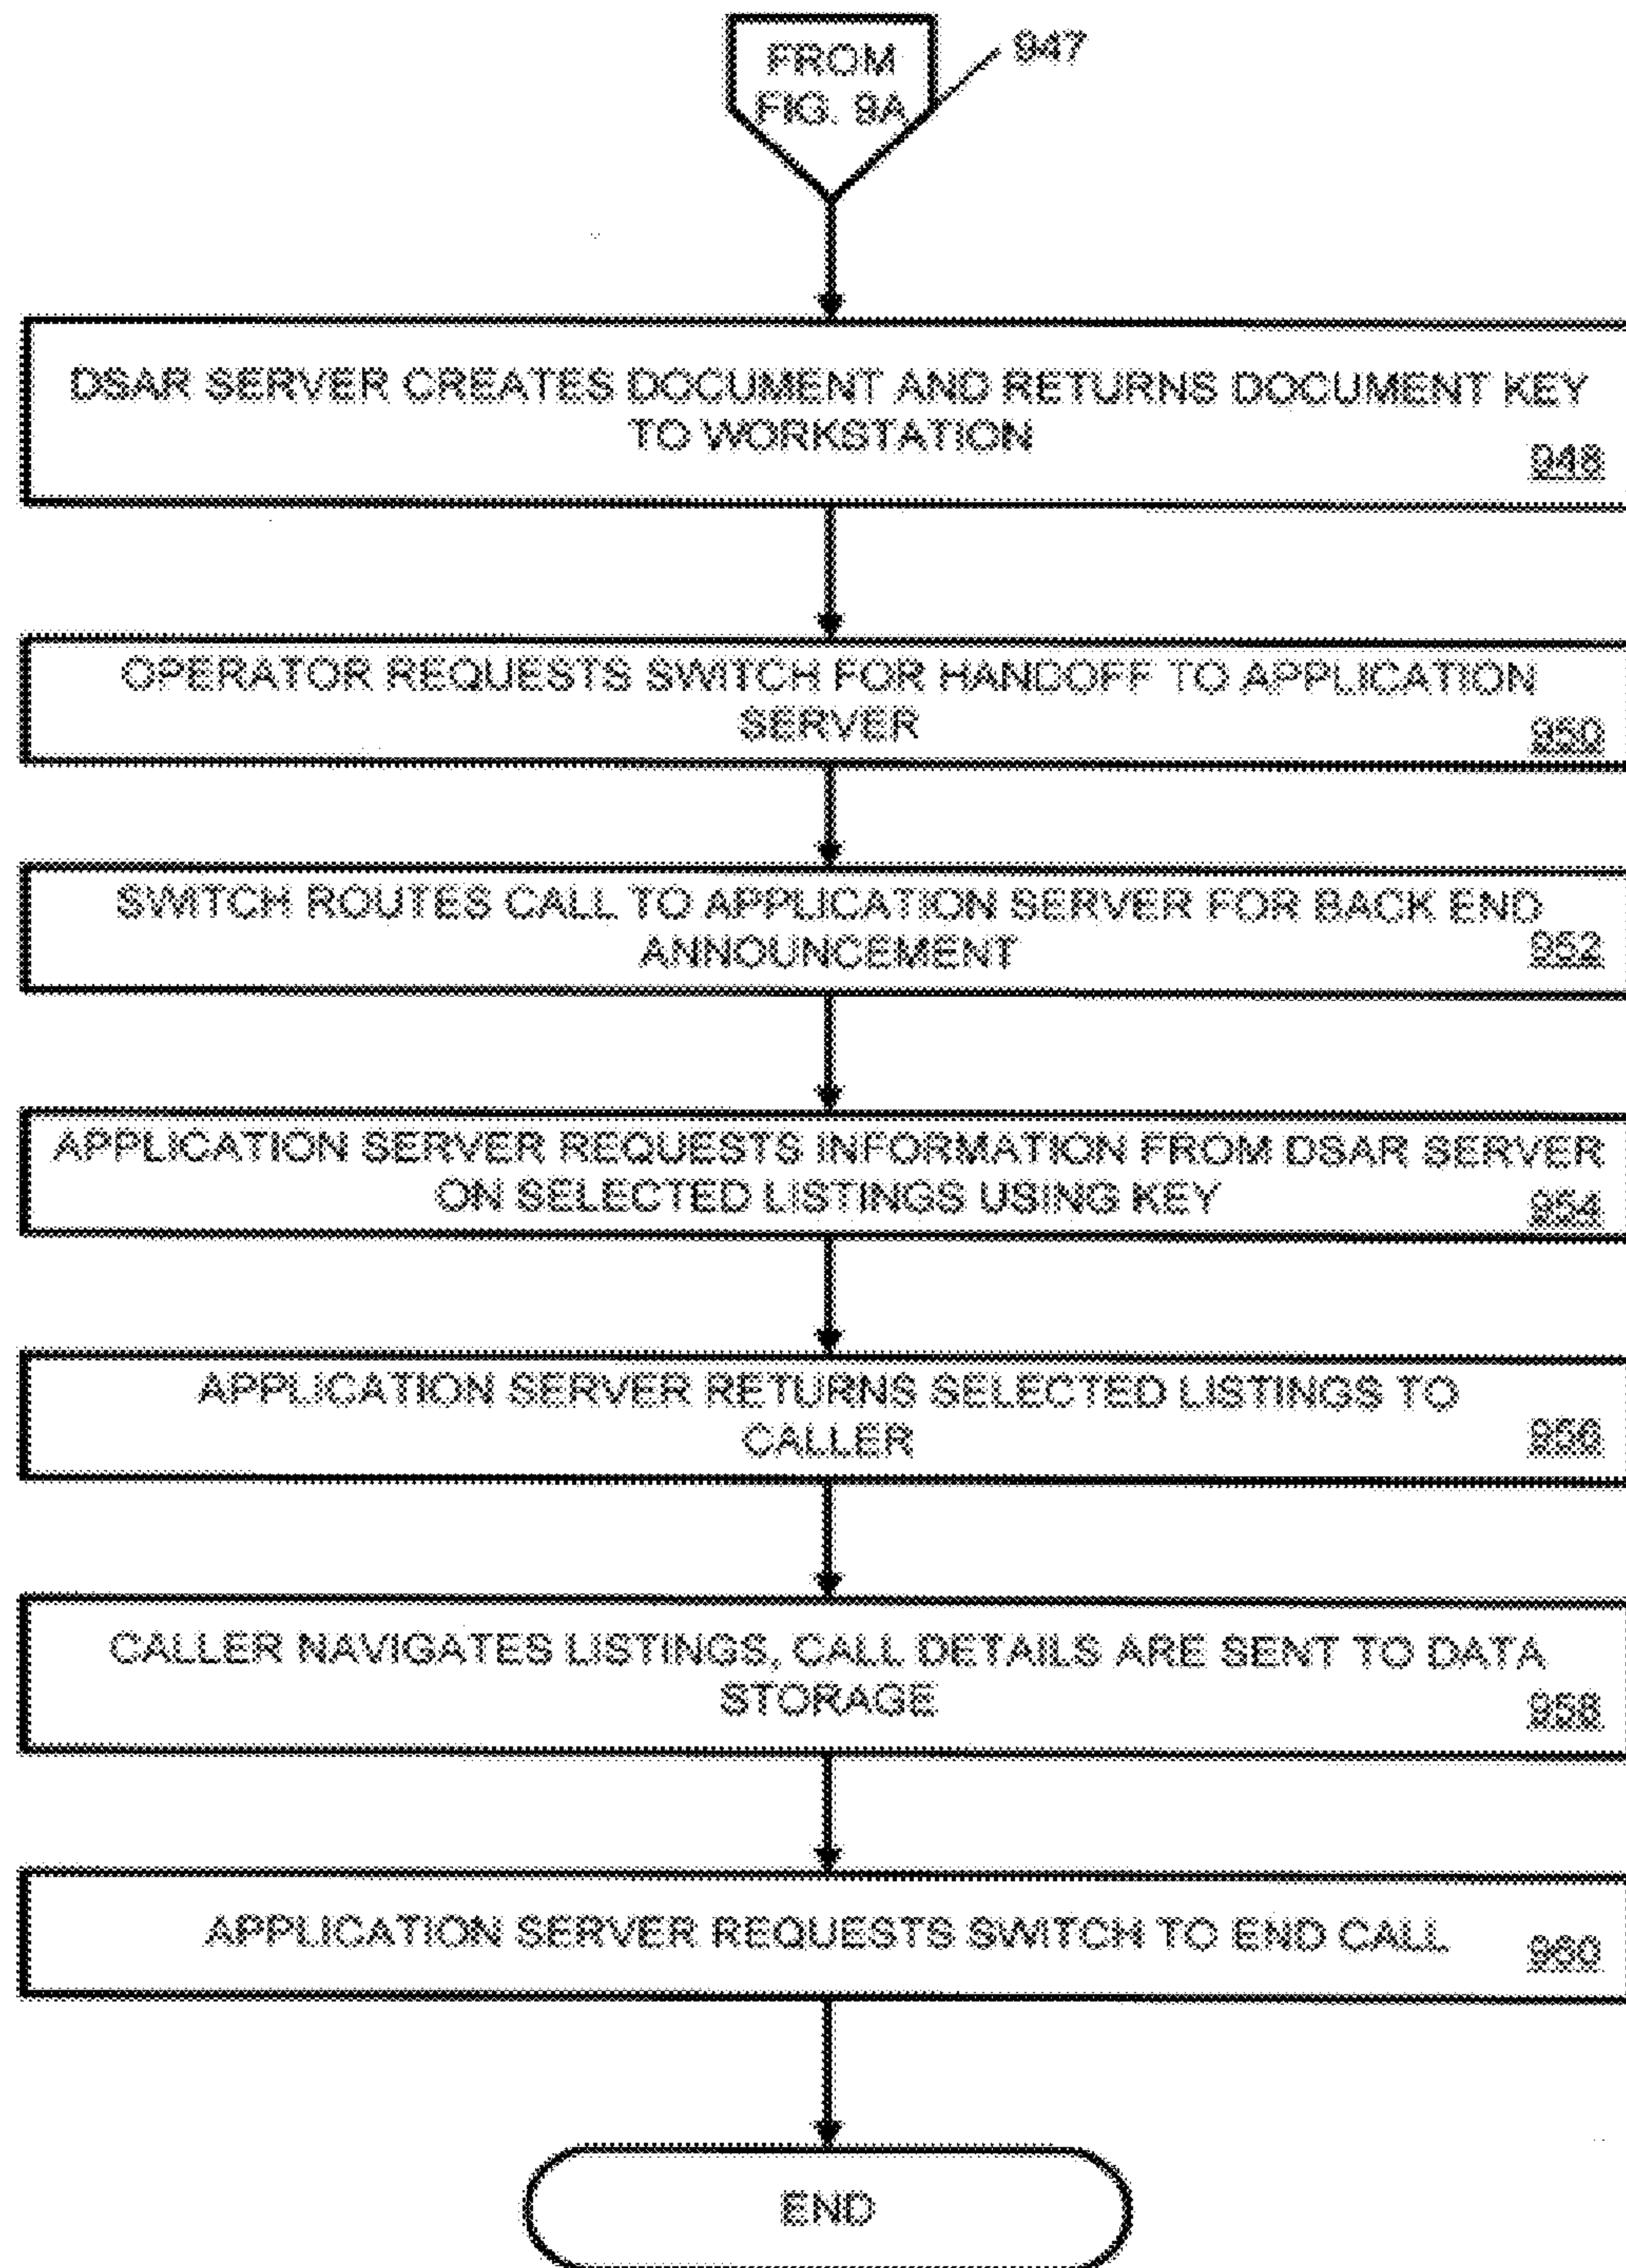 FROM
FIG. 9A
947
DSAR SERVER CREATES DOCUMENT AND RETURNS DOCUMENT KEY
TO WORKSTATION
948
OPERATOR REQUESTS SWITCH FOR HANDOFF TO APPLICATION
SERVER
950
SWITCH ROUTES CALL TO APPLICATION SERVER FOR BACK END
ANNOUNCEMENT
952
APPLICATION SERVER REQUESTS INFORMATION FROM DSAR SERVER
ON SELECTED LISTINGS USING KEY
954
APPLICATION SERVER RETURNS SELECTED LISTINGS TO
CALLER
956
CALLER NAVIGATES LISTINGS, CALL DETAILS ARE SENT TO DATA
STORAGE
958
APPLICATION SERVER REQUESTS SWITCH TO END CALL
960
END